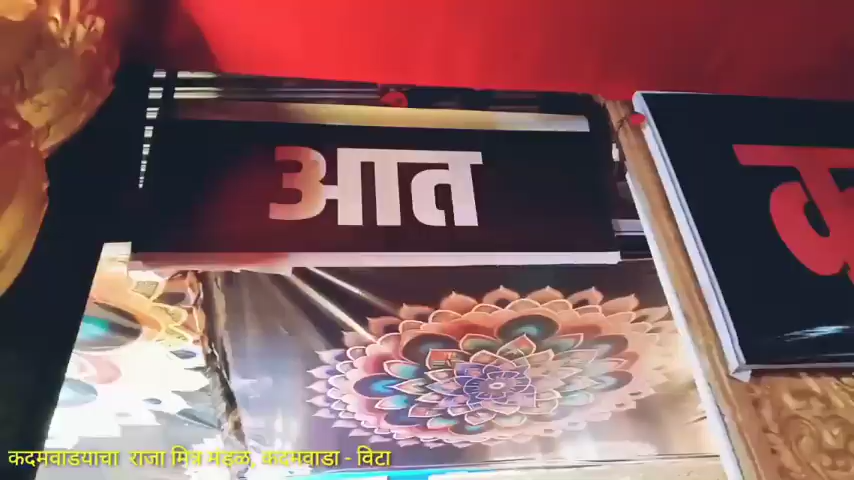 आत
कदमवाडयाचा राजा मित्र मंडळ, कदमवाडा - विटा